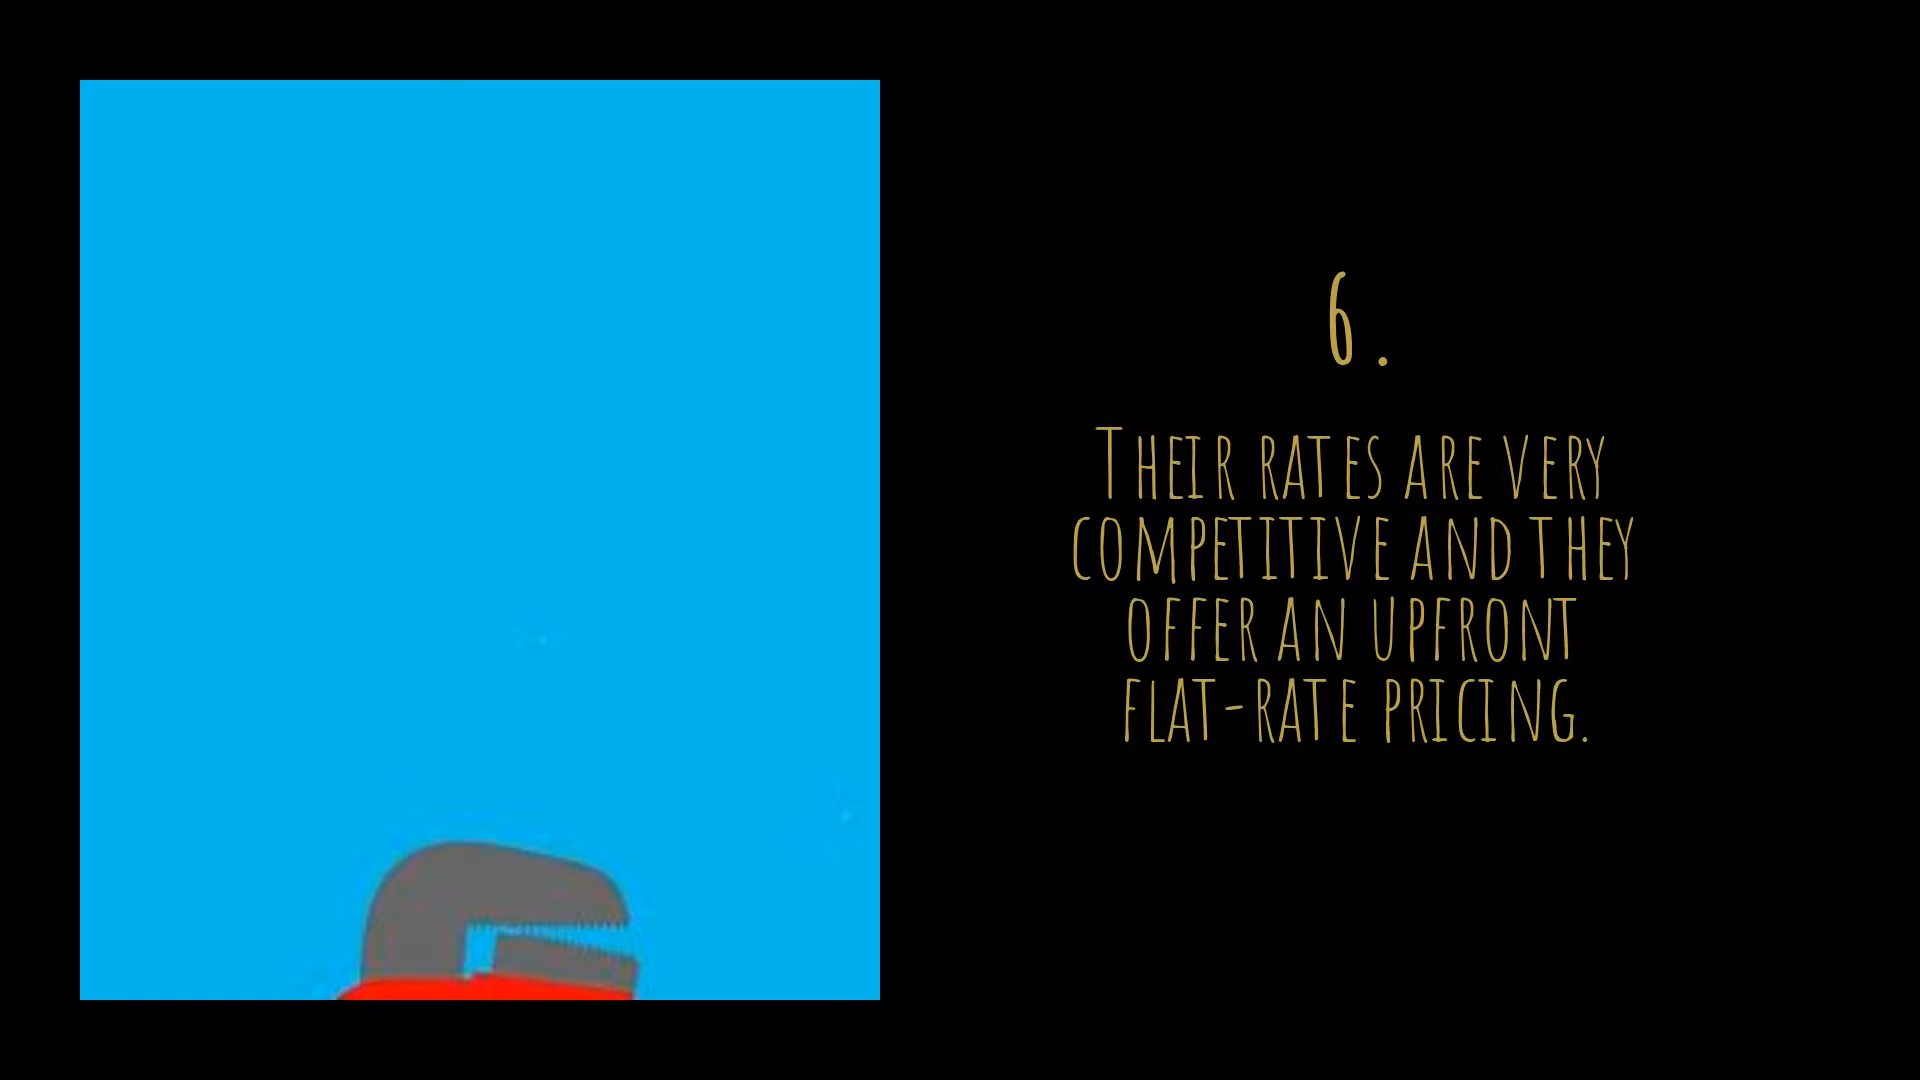 6.
Their rates are very
competitive and they
offer an upfront
flat-rate pricing.